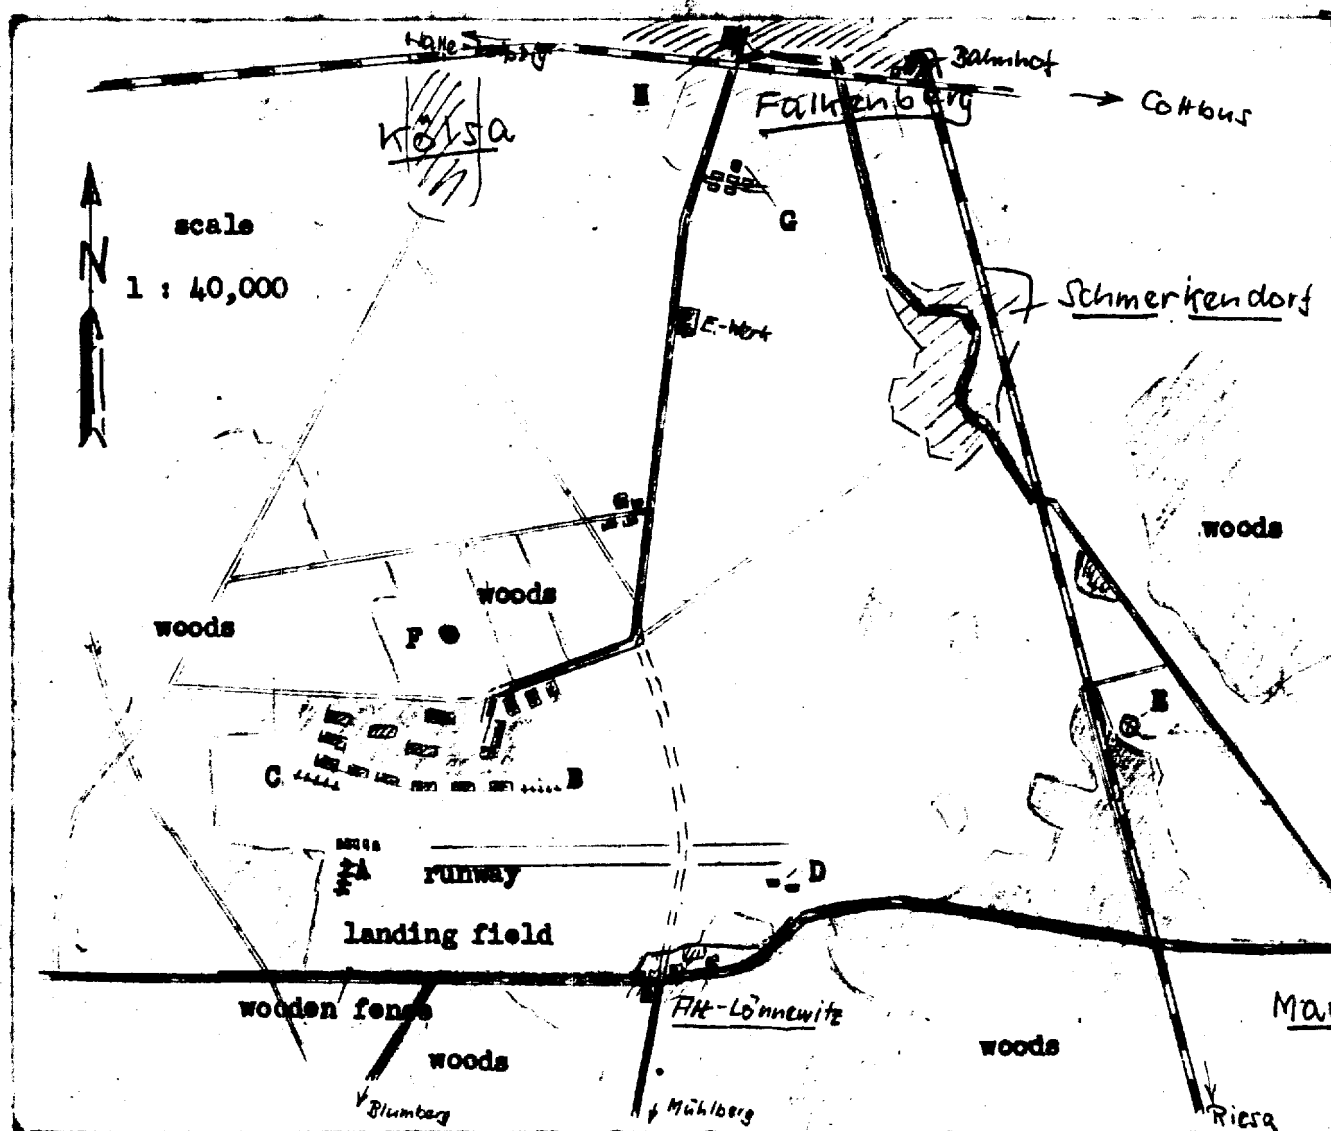 Halle
Bahnhof
H
Falkenberg
Cottbus
Kölsa
scale
G
1 : 40,000
Schmerkendorf
E-Werk
woods
woods
woods
F
E
C
B
A
runway
D
landing field
wooden fence
Alt-Lönnewitz
Mar
woods
woods
Blumberg
Mühlberg
Riesa